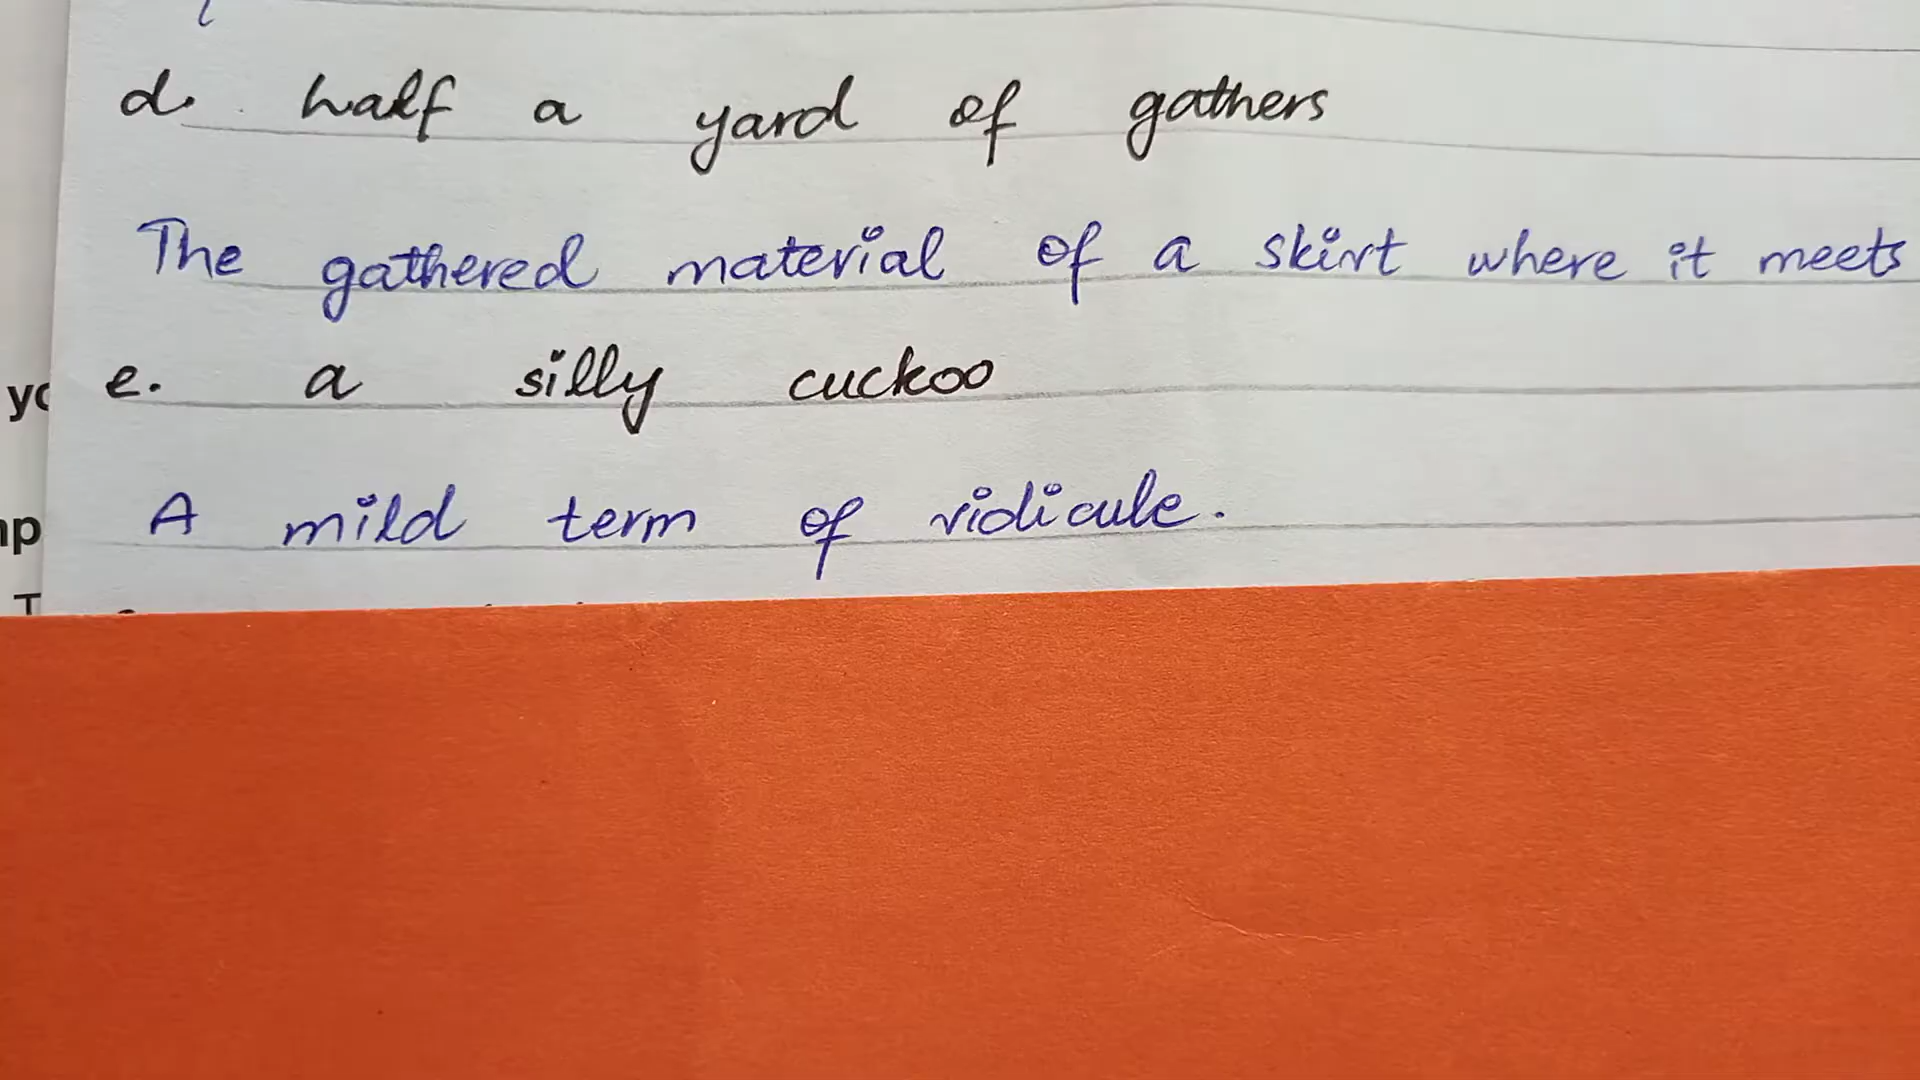 d. half a yard of gathers
The gathered material of a skirt where it meets
e. a silly cuckoo
A mild term of ridicule.